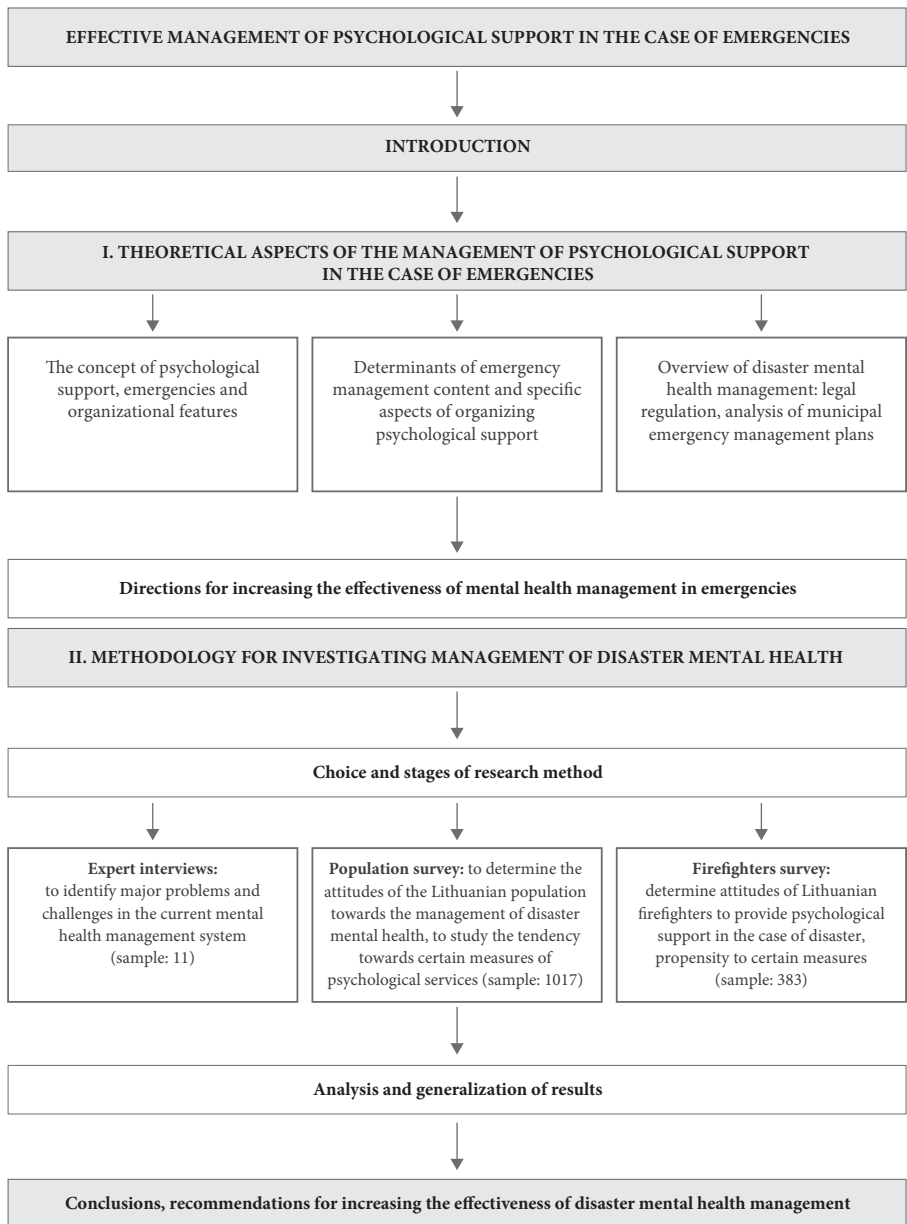 EFFECTIVE MANAGEMENT OF PSYCHOLOGICAL SUPPORT IN THE CASE OF EMERGENCIES
INTRODUCTION
I. THEORETICAL ASPECTS OF THE MANAGEMENT OF PSYCHOLOGICAL SUPPORT
IN THE CASE OF EMERGENCIES
The concept of psychological
support, emergencies and
organizational features
Determinants of emergency
management content and specific
aspects of organizing
psychological support
Overview of disaster mental
health management: legal
regulation, analysis of municipal
emergency management plans
Directions for increasing the effectiveness of mental health management in emergencies
II. METHODOLOGY FOR INVESTIGATING MANAGEMENT OF DISASTER MENTAL HEALTH
Choice and stages of research method
Expert interviews:
to identify major problems and
challenges in the current mental
health management system
(sample: 11)
Population survey: to determine the
attitudes of the Lithuanian population
towards the management of disaster
mental health, to study the tendency
towards certain measures of
psychological services (sample: 1017)
Firefighters survey:
determine attitudes of Lithuanian
firefighters to provide psychological
support in the case of disaster,
propensity to certain measures
(sample: 383)
Analysis and generalization of results
Conclusions, recommendations for increasing the effectiveness of disaster mental health management